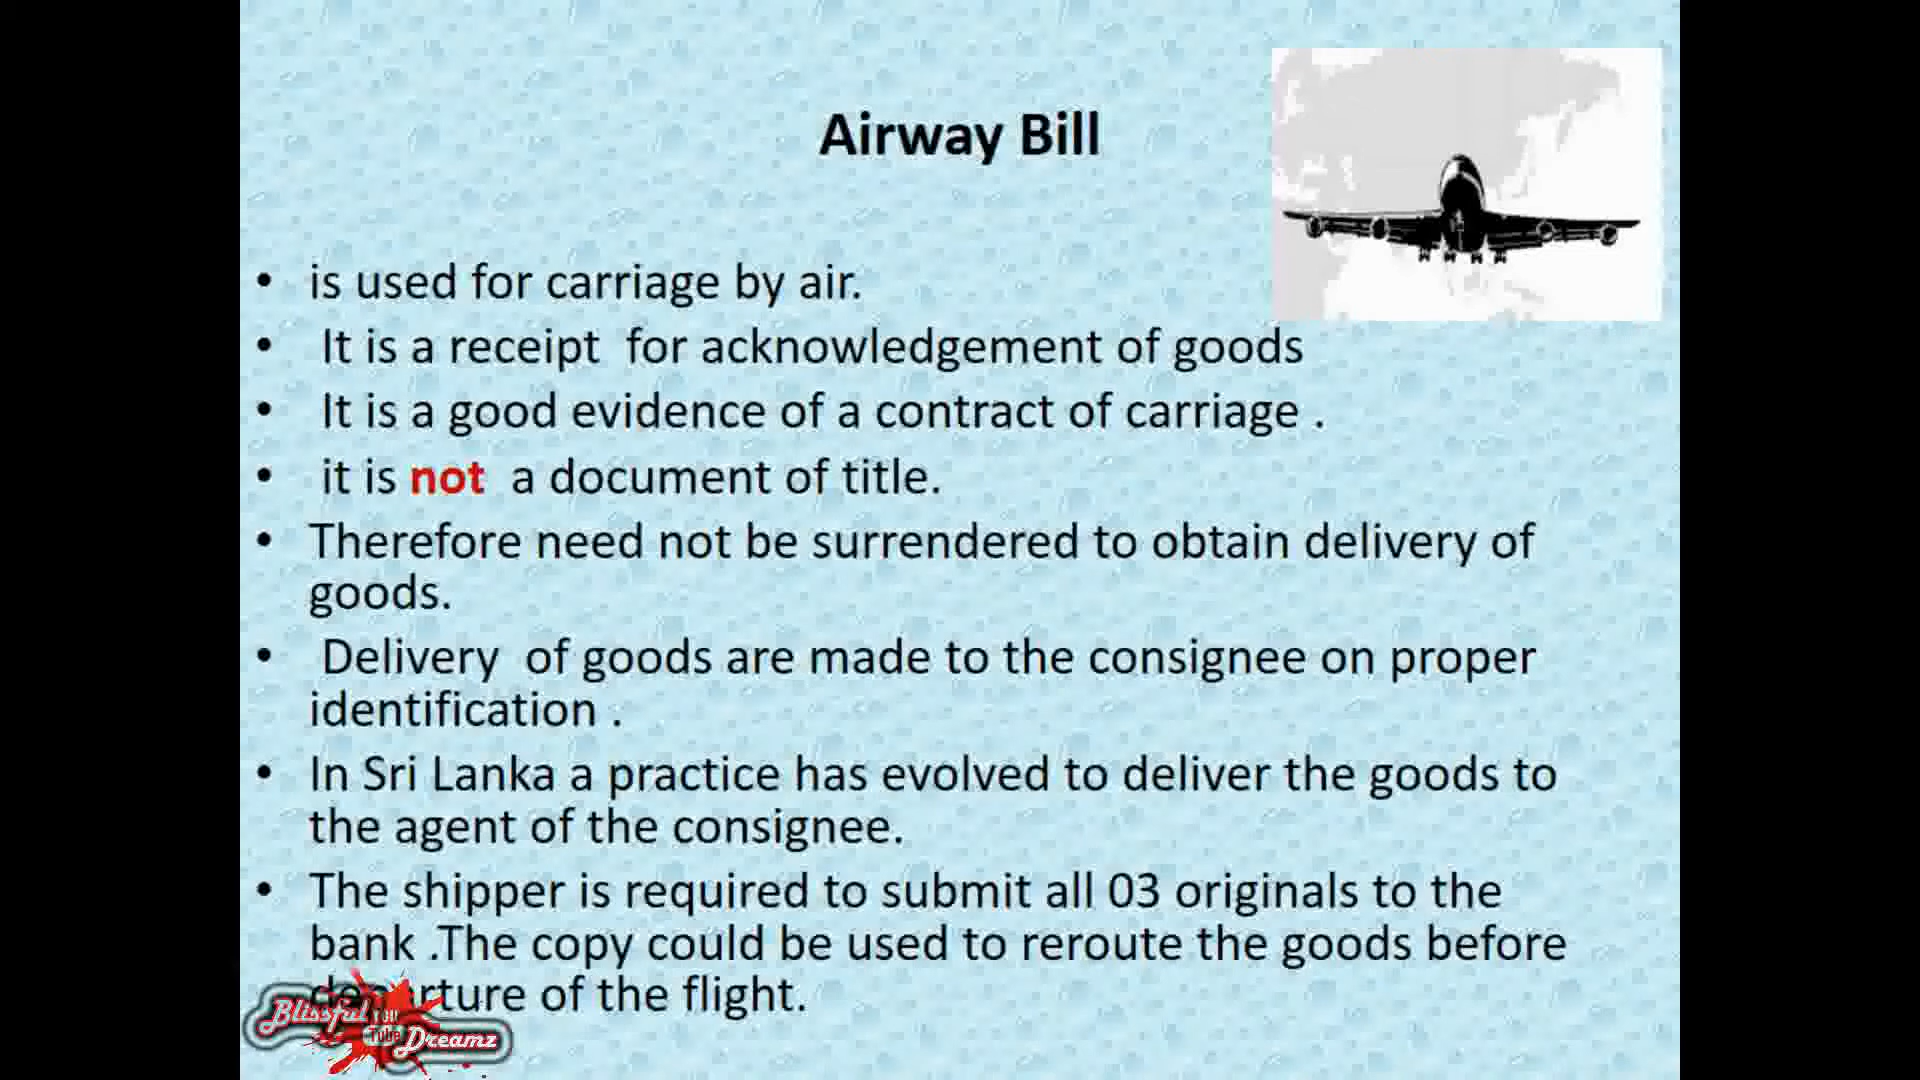 Airway Bill
• is used for carriage by air.
• It is a receipt for acknowledgement of goods
• It is a good evidence of a contract of carriage .
• it is not a document of title.
• Therefore need not be surrendered to obtain delivery of
goods.
• Delivery of goods are made to the consignee on proper
identification .
• In Sri Lanka a practice has evolved to deliver the goods to
the agent of the consignee.
• The shipper is required to submit all 03 originals to the
bank .The copy could be used to reroute the goods before
departure of the flight.
Blissful YOU
Tube Dreamz